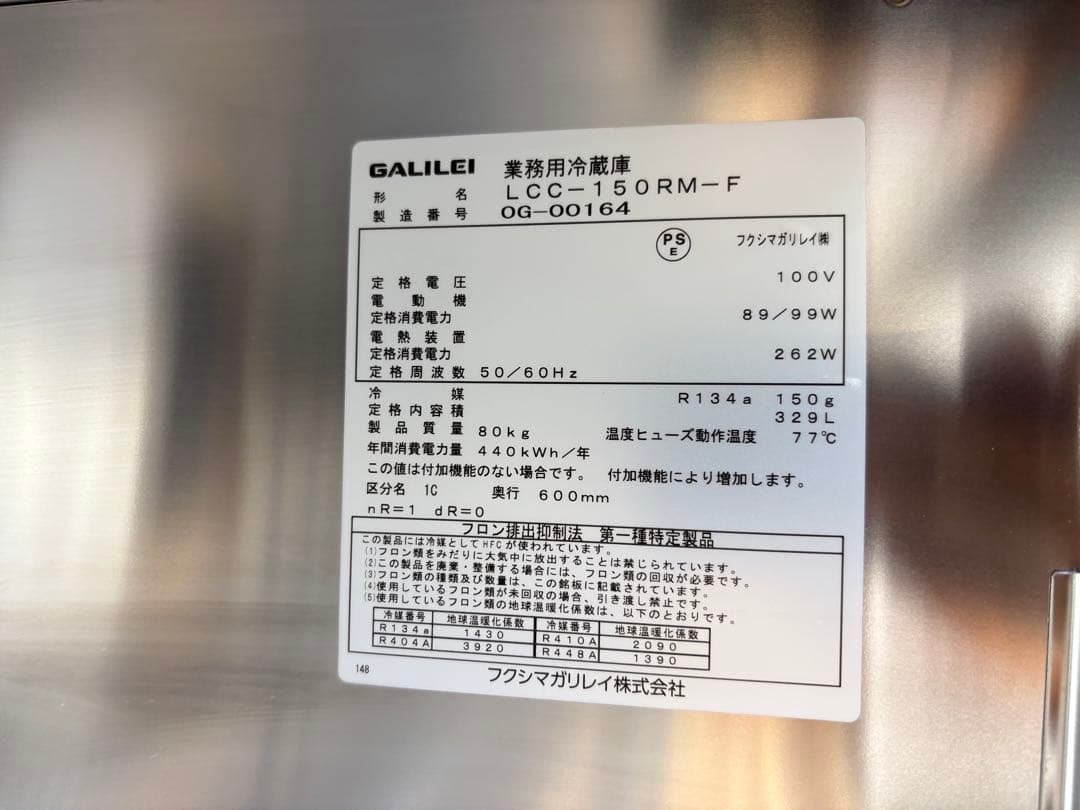 GALILEI 業務用冷蔵庫
形名 LCC-150RM-F
製造番号 0G-00164
PS E フクシマガリレイ㈱
定格電圧 100V
電動機
定格消費電力 89/99W
電熱装置
定格消費電力 262W
定格周波数 50/60Hz
冷媒 R134a 150g
定格内容積 329L
製品質量 80kg 温度ヒューズ動作温度 77℃
年間消費電力量 440kWh/年
この値は付加機能のない場合です。 付加機能により増加します。
区分名 1C 奥行 600mm
nR=1 dR=0
フロン排出抑制法 第一種特定製品
この製品には冷媒としてHFCが使われています。
(1)フロン類をみだりに大気中に放出することは禁じられています。
(2)この製品を廃棄・整備する場合には、フロン類の回収が必要です。
(3)フロン類の種類及び数量は、この銘板に記載されています。
(4)使用しているフロン類が未回収の場合、引き渡し禁止です。
(5)使用しているフロン類の地球温暖化係数は、以下のとおりです。
冷媒番号 地球温暖化係数 冷媒番号 地球温暖化係数
R134a 1430 R410A 2090
R404A 3920 R448A 1390
148 フクシマガリレイ株式会社